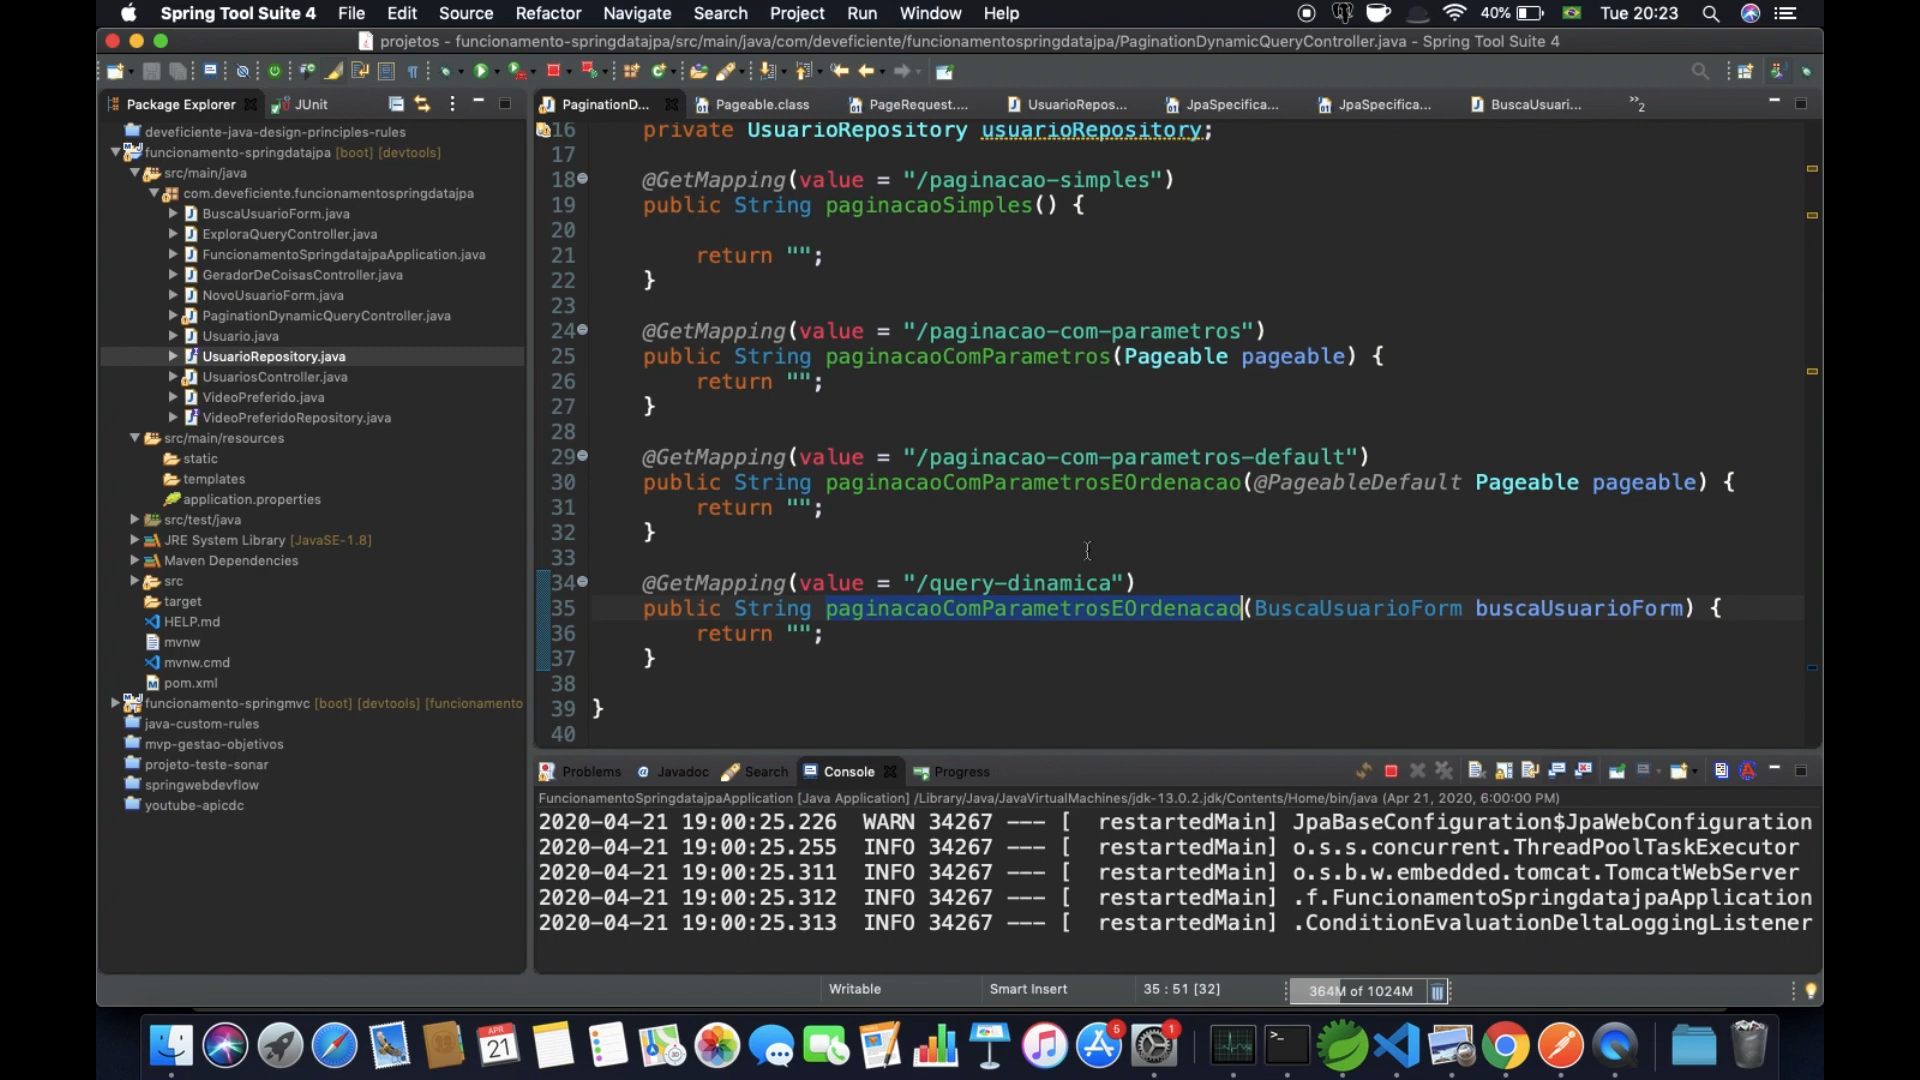 Spring Tool Suite 4 File Edit Source Refactor Navigate Search Project Run Window Help 40% Tue 20:23
projetos - funcionamento-springdatajpa/src/main/java/com/deveficiente/funcionamentospringdatajpa/PaginationDynamicQueryController.java - Spring Tool Suite 4
Package Explorer JUnit
PaginationD... Pageable.class PageRequest.... UsuarioRepos... JpaSpecifica... JpaSpecifica... BuscaUsuari... »2
deveficiente-java-design-principles-rules
funcionamento-springdatajpa [boot] [devtools]
src/main/java
com.deveficiente.funcionamentospringdatajpa
BuscaUsuarioForm.java
ExploraQueryController.java
FuncionamentoSpringdatajpaApplication.java
GeradorDeCoisasController.java
NovoUsuarioForm.java
PaginationDynamicQueryController.java
Usuario.java
UsuarioRepository.java
UsuariosController.java
VideoPreferido.java
VideoPreferidoRepository.java
src/main/resources
static
templates
application.properties
src/test/java
JRE System Library [JavaSE-1.8]
Maven Dependencies
src
target
HELP.md
mvnw
mvnw.cmd
pom.xml
funcionamento-springmvc [boot] [devtools] [funcionamento
java-custom-rules
mvp-gestao-objetivos
projeto-teste-sonar
springwebdevflow
youtube-apicdc
16 private UsuarioRepository usuarioRepository;
17
18 @GetMapping(value = "/paginacao-simples")
19 public String paginacaoSimples() {
20
21 return "";
22 }
23
24 @GetMapping(value = "/paginacao-com-parametros")
25 public String paginacaoComParametros(Pageable pageable) {
26 return "";
27 }
28
29 @GetMapping(value = "/paginacao-com-parametros-default")
30 public String paginacaoComParametrosEOrdenacao(@PageableDefault Pageable pageable) {
31 return "";
32 }
33
34 @GetMapping(value = "/query-dinamica")
35 public String paginacaoComParametrosEOrdenacao(BuscaUsuarioForm buscaUsuarioForm) {
36 return "";
37 }
38
39 }
40
Problems Javadoc Search Console Progress
FuncionamentoSpringdatajpaApplication [Java Application] /Library/Java/JavaVirtualMachines/jdk-13.0.2.jdk/Contents/Home/bin/java (Apr 21, 2020, 6:00:00 PM)
2020-04-21 19:00:25.226 WARN 34267 --- [ restartedMain] JpaBaseConfiguration$JpaWebConfiguration
2020-04-21 19:00:25.255 INFO 34267 --- [ restartedMain] o.s.s.concurrent.ThreadPoolTaskExecutor
2020-04-21 19:00:25.311 INFO 34267 --- [ restartedMain] o.s.b.w.embedded.tomcat.TomcatWebServer
2020-04-21 19:00:25.312 INFO 34267 --- [ restartedMain] .f.FuncionamentoSpringdatajpaApplication
2020-04-21 19:00:25.313 INFO 34267 --- [ restartedMain] .ConditionEvaluationDeltaLoggingListener
Writable Smart Insert 35 : 51 [32] 364M of 1024M
APR 21 5 1